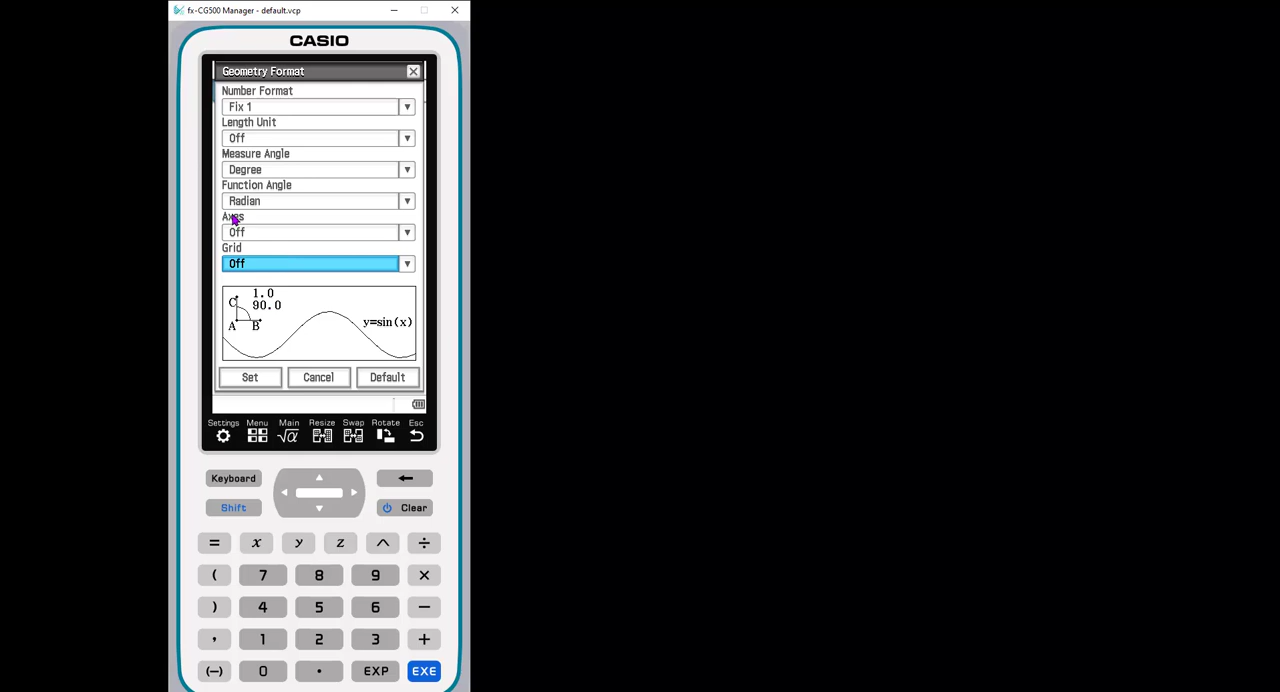 fx-CG500 Manager - default.vcp
CASIO
Geometry Format
Number Format
Fix 1
Length Unit
Off
Measure Angle
Degree
Function Angle
Radian
Axes
Off
Grid
Off
C 1.0
90.0
A B
y=sin(x)
Set Cancel Default
Settings Menu Main Resize Swap Rotate Esc
√α
Keyboard
Shift Clear
= x y z ^ ÷
( 7 8 9 ×
) 4 5 6 −
, 1 2 3 +
(−) 0 . EXP EXE